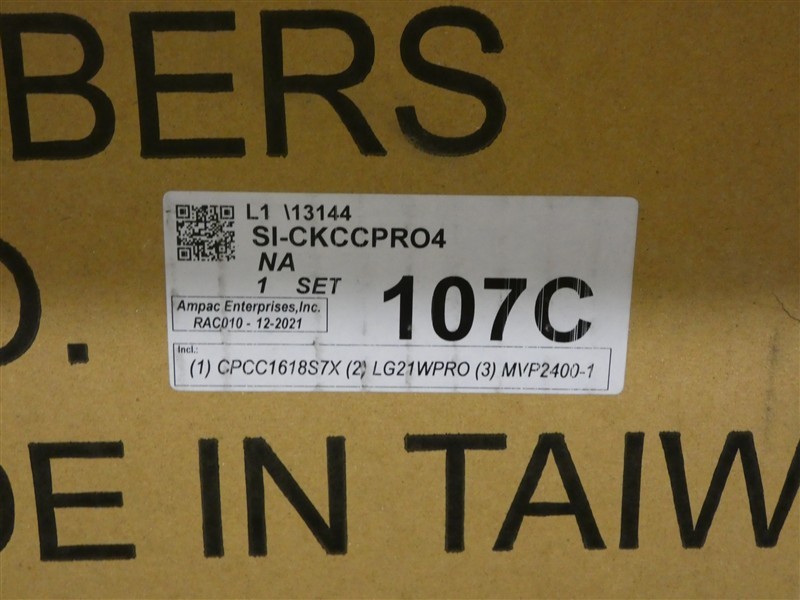 BERS
L1 \13144
SI-CKCCPRO4
NA
1 SET
107C
Ampac Enterprises,Inc.
RAC010 - 12-2021
Incl.:
(1) CPCC1618S7X (2) LG21WPRO (3) MVP2400-1
O.
DE IN TAIW